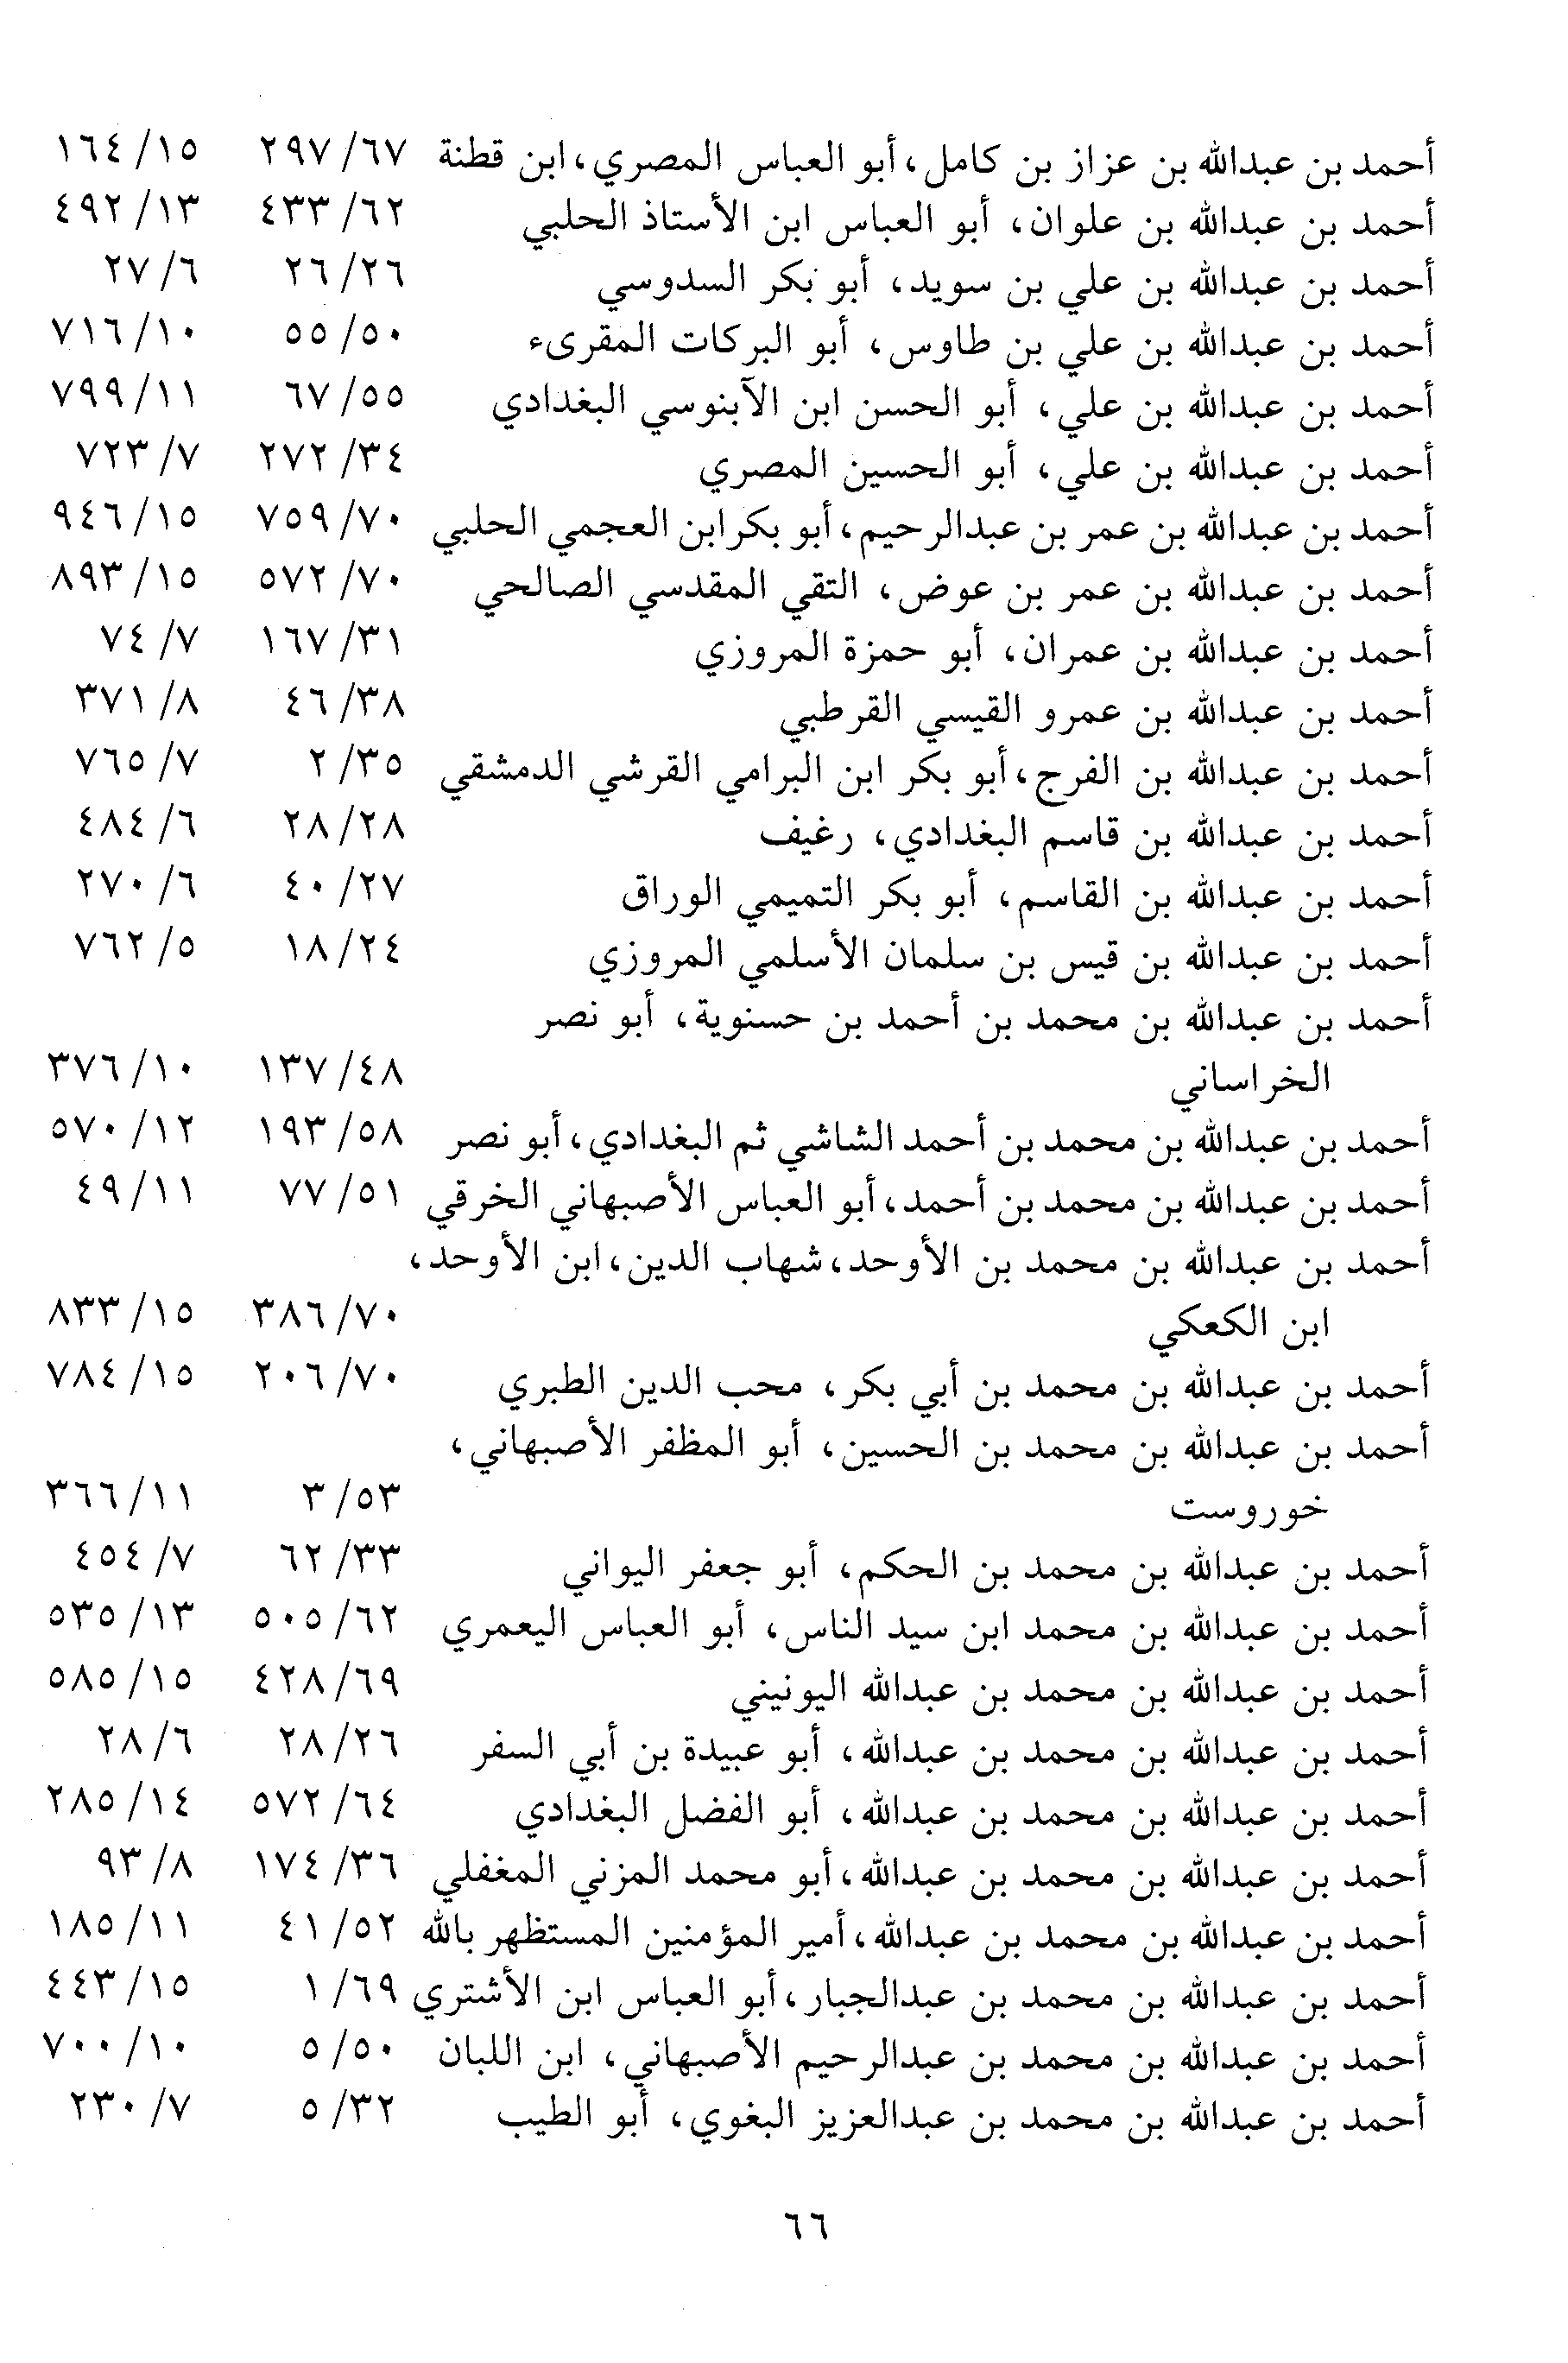 أحمد بن عبدالله بن عزاز بن كامل، أبو العباس المصري، ابن قطنة ٦٧/ ٢٩٧ ١٥/ ١٦٤
أحمد بن عبدالله بن علوان، أبو العباس ابن الأستاذ الحلبي ٦٢/ ٤٣٣ ١٣/ ٤٩٢
أحمد بن عبدالله بن علي بن سويد، أبو بكر السدوسي ٢٦/ ٢٦ ٦/ ٢٧
أحمد بن عبدالله بن علي بن طاوس، أبو البركات المقرىء ٥٠/ ٥٥ ١٠/ ٧١٦
أحمد بن عبدالله بن علي، أبو الحسن ابن الآبنوسي البغدادي ٥٥/ ٦٧ ١١/ ٧٩٩
أحمد بن عبدالله بن علي، أبو الحسين المصري ٣٤/ ٢٧٢ ٧/ ٧٢٣
أحمد بن عبدالله بن عمر بن عبدالرحيم، أبو بكر ابن العجمي الحلبي ٧٠/ ٧٥٩ ١٥/ ٩٤٦
أحمد بن عبدالله بن عمر بن عوض، التقي المقدسي الصالحي ٧٠/ ٥٧٢ ١٥/ ٨٩٣
أحمد بن عبدالله بن عمران، أبو حمزة المروزي ٣١/ ١٦٧ ٧/ ٧٤
أحمد بن عبدالله بن عمرو القيسي القرطبي ٣٨/ ٤٦ ٨/ ٣٧١
أحمد بن عبدالله بن الفرج، أبو بكر ابن البرامي القرشي الدمشقي ٣٥/ ٢ ٧/ ٧٦٥
أحمد بن عبدالله بن قاسم البغدادي، رغيف ٢٨/ ٢٨ ٦/ ٤٨٤
أحمد بن عبدالله بن القاسم، أبو بكر التميمي الوراق ٢٧/ ٤٠ ٦/ ٢٧٠
أحمد بن عبدالله بن قيس بن سلمان الأسلمي المروزي ٢٤/ ١٨ ٥/ ٧٦٢
أحمد بن عبدالله بن محمد بن أحمد بن حسنوية، أبو نصر
الخراساني ٤٨/ ١٣٧ ١٠/ ٣٧٦
أحمد بن عبدالله بن محمد بن أحمد الشاشي ثم البغدادي، أبو نصر ٥٨/ ١٩٣ ١٢/ ٥٧٠
أحمد بن عبدالله بن محمد بن أحمد، أبو العباس الأصبهاني الخرقي ٥١/ ٧٧ ١١/ ٤٩
أحمد بن عبدالله بن محمد بن الأوحد، شهاب الدين، ابن الأوحد،
ابن الكعكي ٧٠/ ٣٨٦ ١٥/ ٨٣٣
أحمد بن عبدالله بن محمد بن أبي بكر، محب الدين الطبري ٧٠/ ٢٠٦ ١٥/ ٧٨٤
أحمد بن عبدالله بن محمد بن الحسين، أبو المظفر الأصبهاني،
خوروست ٥٣/ ٣ ١١/ ٣٦٦
أحمد بن عبدالله بن محمد بن الحكم، أبو جعفر اليواني ٣٣/ ٦٢ ٧/ ٤٥٤
أحمد بن عبدالله بن محمد ابن سيد الناس، أبو العباس اليعمري ٦٢/ ٥٠٥ ١٣/ ٥٣٥
أحمد بن عبدالله بن محمد بن عبدالله اليونيني ٦٩/ ٤٢٨ ١٥/ ٥٨٥
أحمد بن عبدالله بن محمد بن عبدالله، أبو عبيدة بن أبي السفر ٢٦/ ٢٨ ٦/ ٢٨
أحمد بن عبدالله بن محمد بن عبدالله، أبو الفضل البغدادي ٦٤/ ٥٧٢ ١٤/ ٢٨٥
أحمد بن عبدالله بن محمد بن عبدالله، أبو محمد المزني المغفلي ٣٦/ ١٧٤ ٨/ ٩٣
أحمد بن عبدالله بن محمد بن عبدالله، أمير المؤمنين المستظهر بالله ٥٢/ ٤١ ١١/ ١٨٥
أحمد بن عبدالله بن محمد بن عبدالجبار، أبو العباس ابن الأشتري ٦٩/ ١ ١٥/ ٤٤٣
أحمد بن عبدالله بن محمد بن عبدالرحيم الأصبهاني، ابن اللبان ٥٠/ ٥ ١٠/ ٧٠٠
أحمد بن عبدالله بن محمد بن عبدالعزيز البغوي، أبو الطيب ٣٢/ ٥ ٧/ ٢٣٠
٦٦